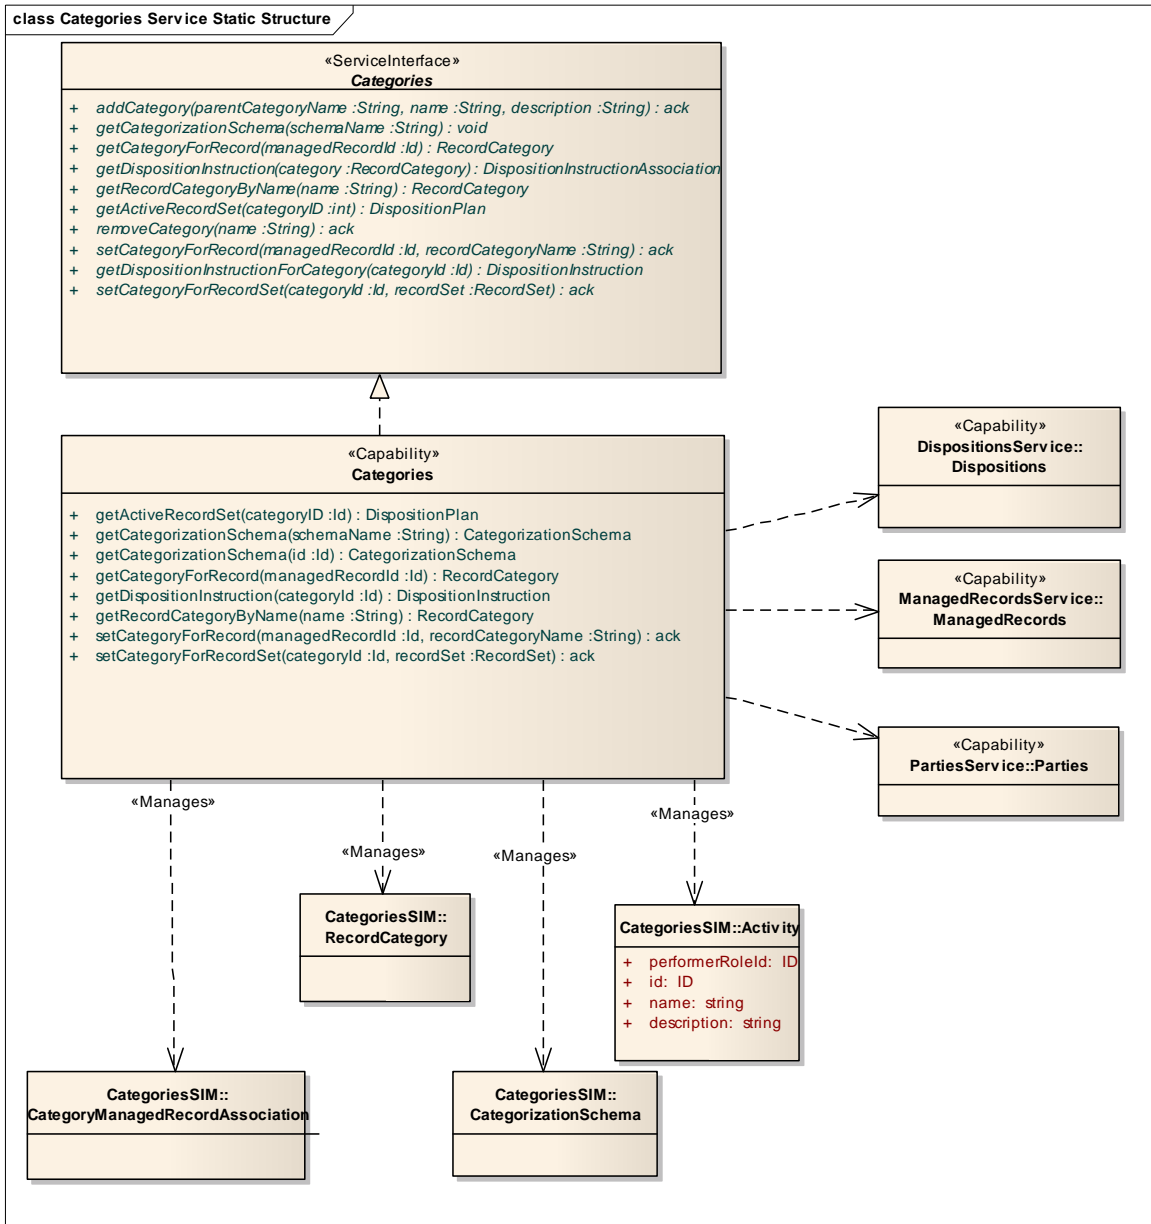 class Categories Service Static Structure
«ServiceInterface»
Categories
+ addCategory(parentCategoryName :String, name :String, description :String) : ack
+ getCategorizationSchema(schemaName :String) : void
+ getCategoryForRecord(managedRecordId :Id) : RecordCategory
+ getDispositionInstruction(category :RecordCategory) : DispositionInstructionAssociation
+ getRecordCategoryByName(name :String) : RecordCategory
+ getActiveRecordSet(categoryID :int) : DispositionPlan
+ removeCategory(name :String) : ack
+ setCategoryForRecord(managedRecordId :Id, recordCategoryName :String) : ack
+ getDispositionInstructionForCategory(categoryId :Id) : DispositionInstruction
+ setCategoryForRecordSet(categoryId :Id, recordSet :RecordSet) : ack
«Capability»
Categories
+ getActiveRecordSet(categoryID :Id) : DispositionPlan
+ getCategorizationSchema(schemaName :String) : CategorizationSchema
+ getCategorizationSchema(id :Id) : CategorizationSchema
+ getCategoryForRecord(managedRecordId :Id) : RecordCategory
+ getDispositionInstruction(categoryId :Id) : DispositionInstruction
+ getRecordCategoryByName(name :String) : RecordCategory
+ setCategoryForRecord(managedRecordId :Id, recordCategoryName :String) : ack
+ setCategoryForRecordSet(categoryId :Id, recordSet :RecordSet) : ack
«Capability»
DispositionsService::
Dispositions
«Capability»
ManagedRecordsService::
ManagedRecords
«Capability»
PartiesService::Parties
«Manages»
«Manages»
«Manages»
«Manages»
CategoriesSIM::
RecordCategory
CategoriesSIM::Activity
+ performerRoleId: ID
+ id: ID
+ name: string
+ description: string
CategoriesSIM::
CategoryManagedRecordAssociation
CategoriesSIM::
CategorizationSchema